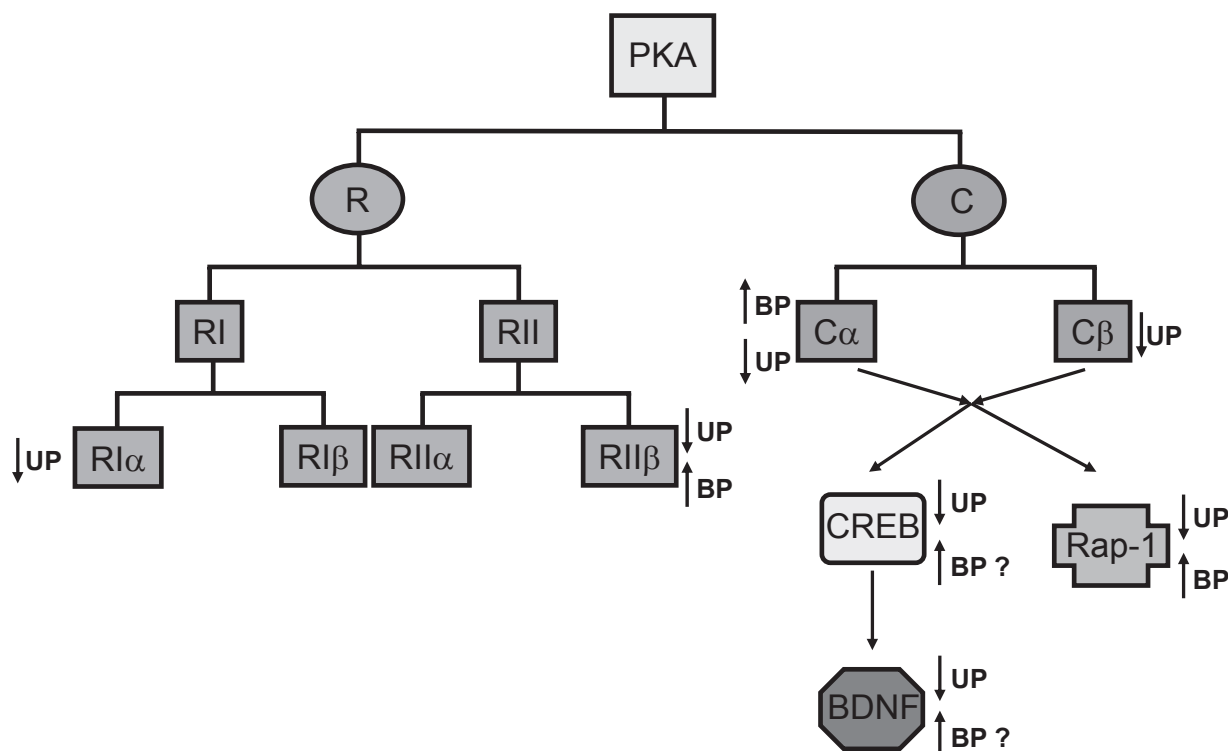 PKA
R
C
RI
RII
BP
UP
Cα
Cβ
UP
UP
RIα
RIβ
RIIα
RIIβ
UP
BP
CREB
UP
BP ?
Rap-1
UP
BP
BDNF
UP
BP ?